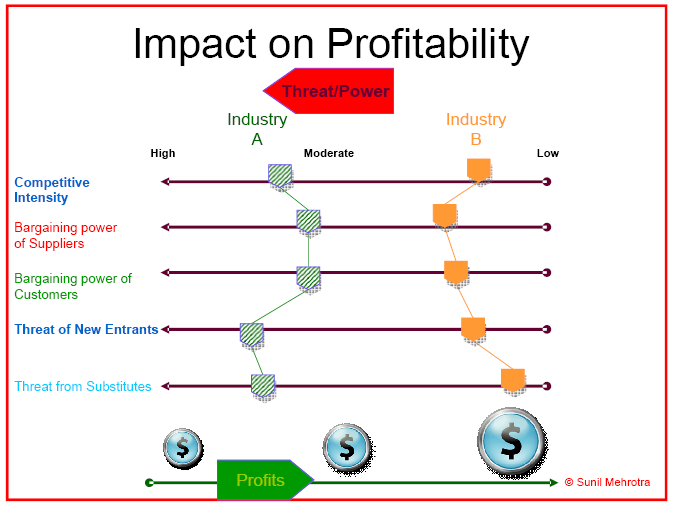 Impact on Profitability
Threat/Power
Industry
A
Industry
B
High
Moderate
Low
Competitive
Intensity
Bargaining power
of Suppliers
Bargaining power of
Customers
Threat of New Entrants
Threat from Substitutes
$
$
$
Profits
© Sunil Mehrotra